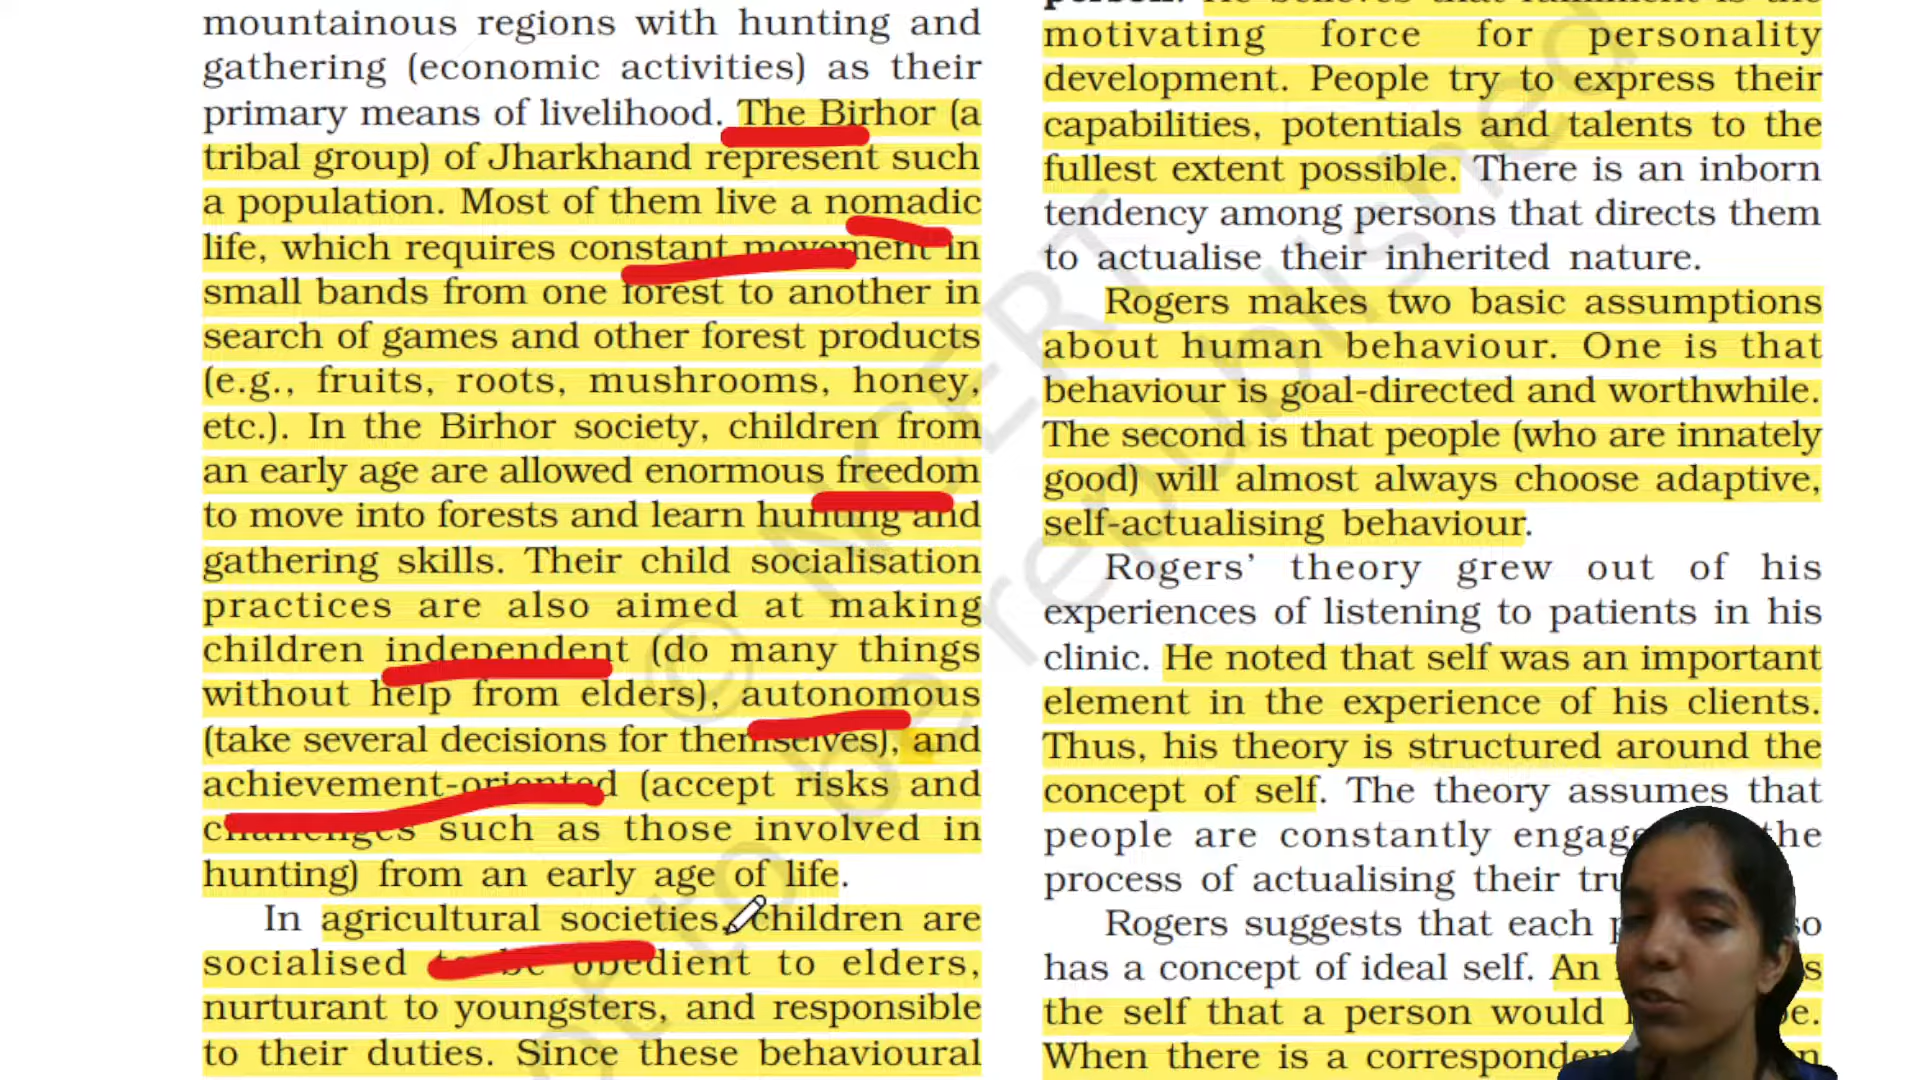 mountainous regions with hunting and
gathering (economic activities) as their
primary means of livelihood. The Birhor (a
tribal group) of Jharkhand represent such
a population. Most of them live a nomadic
life, which requires constant movement in
small bands from one forest to another in
search of games and other forest products
(e.g., fruits, roots, mushrooms, honey,
etc.). In the Birhor society, children from
an early age are allowed enormous freedom
to move into forests and learn hunting and
gathering skills. Their child socialisation
practices are also aimed at making
children independent (do many things
without help from elders), autonomous
(take several decisions for themselves), and
achievement-oriented (accept risks and
challenges such as those involved in
hunting) from an early age of life.
In agricultural societies, children are
socialised to be obedient to elders,
nurturant to youngsters, and responsible
to their duties. Since these behavioural
motivating force for personality
development. People try to express their
capabilities, potentials and talents to the
fullest extent possible. There is an inborn
tendency among persons that directs them
to actualise their inherited nature.
Rogers makes two basic assumptions
about human behaviour. One is that
behaviour is goal-directed and worthwhile.
The second is that people (who are innately
good) will almost always choose adaptive,
self-actualising behaviour.
Rogers’ theory grew out of his
experiences of listening to patients in his
clinic. He noted that self was an important
element in the experience of his clients.
Thus, his theory is structured around the
concept of self. The theory assumes that
people are constantly the
process of actualising their
Rogers suggests that each
has a concept of ideal self. An
the self that a person would
When there is a
© NCERT
not to be republished